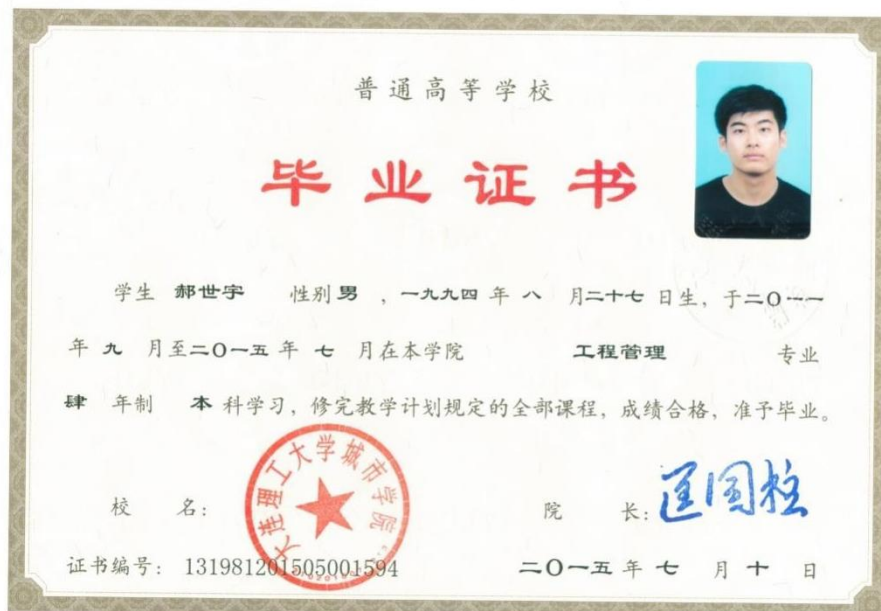 普通高等学校
毕业证书
学生 郝世宇 性别 男 ，一九九四 年 八 月 二十七 日生，于 二〇一一
年 九 月至 二〇一五 年 七 月在本学院 工程管理 专业
肆 年制 本 科学习，修完教学计划规定的全部课程，成绩合格，准予毕业。
大连理工大学城市学院
校 名： 院 长：匡国柱
证书编号： 131981201505001594 二〇一五 年 七 月 十 日